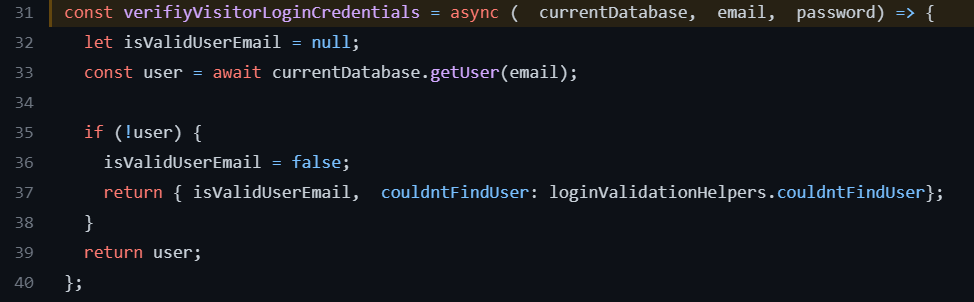 31 const verifiyVisitorLoginCredentials = async (  currentDatabase,  email,  password) => {
32   let isValidUserEmail = null;
33   const user = await currentDatabase.getUser(email);
34
35   if (!user) {
36     isValidUserEmail = false;
37     return { isValidUserEmail,  couldntFindUser: loginValidationHelpers.couldntFindUser};
38   }
39   return user;
40 };